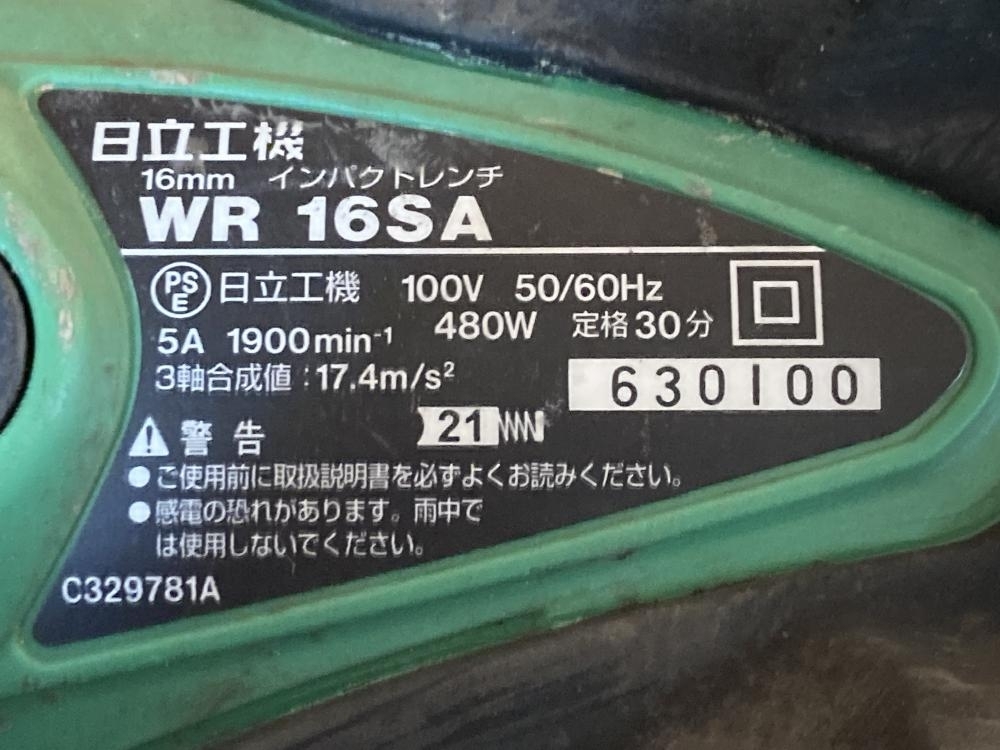 日立工機
16mm インパクトレンチ
WR 16SA
PSE 日立工機 100V 50/60Hz
5A 1900min⁻¹ 480W 定格30分
3軸合成値:17.4m/s²
630100
21
警告
●ご使用前に取扱説明書を必ずよくお読みください。
●感電の恐れがあります。雨中で
は使用しないでください。
C329781A